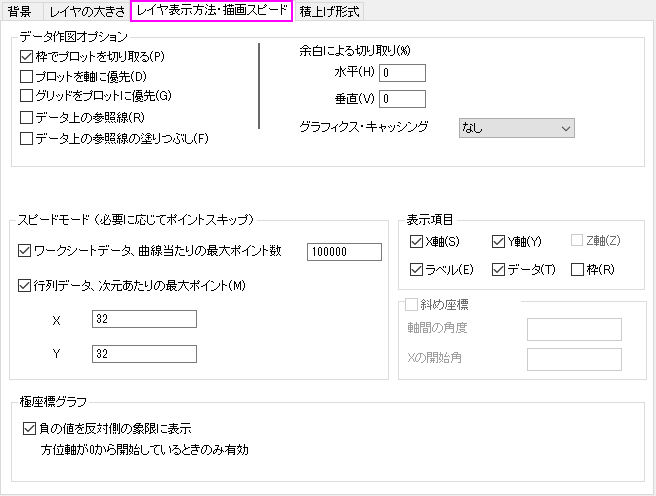 背景 レイヤの大きさ レイヤ表示方法・描画スピード 積上げ形式
データ作図オプション
枠でプロットを切り取る(P)
プロットを軸に優先(D)
グリッドをプロットに優先(G)
データ上の参照線(R)
データ上の参照線の塗りつぶし(F)
余白による切り取り(%)
水平(H) 0
垂直(V) 0
グラフィクス・キャッシング なし
スピードモード (必要に応じてポイントスキップ)
ワークシートデータ、曲線当たりの最大ポイント数 100000
行列データ、次元あたりの最大ポイント(M)
X 32
Y 32
表示項目
X軸(S) Y軸(Y) Z軸(Z)
ラベル(E) データ(T) 枠(R)
斜め座標
軸間の角度
Xの開始角
極座標グラフ
負の値を反対側の象限に表示
方位軸が0から開始しているときのみ有効